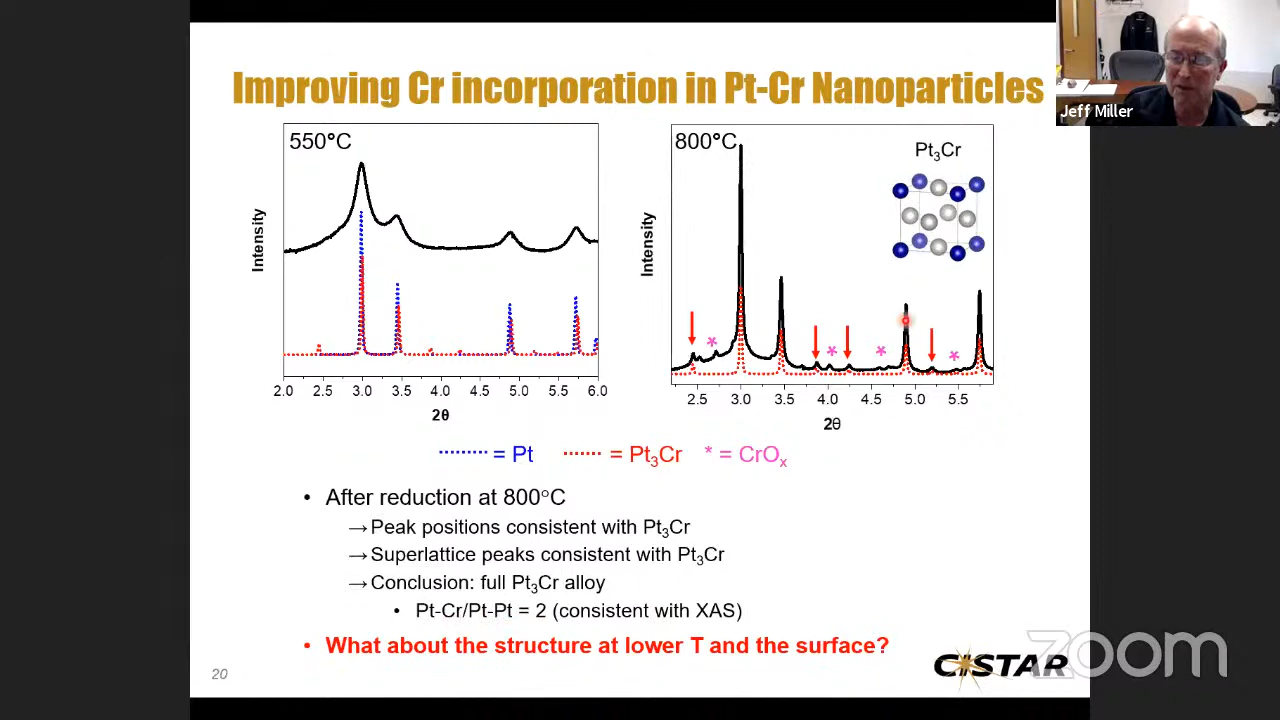 Jeff Miller
Improving Cr incorporation in Pt-Cr Nanoparticles
550°C
Intensity
2.0 2.5 3.0 3.5 4.0 4.5 5.0 5.5 6.0
2θ
800°C
Pt₃Cr
Intensity
* * * *
2.5 3.0 3.5 4.0 4.5 5.0 5.5
2θ
= Pt = Pt₃Cr * = CrOₓ
• After reduction at 800°C
→Peak positions consistent with Pt₃Cr
→Superlattice peaks consistent with Pt₃Cr
→Conclusion: full Pt₃Cr alloy
• Pt-Cr/Pt-Pt = 2 (consistent with XAS)
• What about the structure at lower T and the surface?
20
CISTAR
zoom